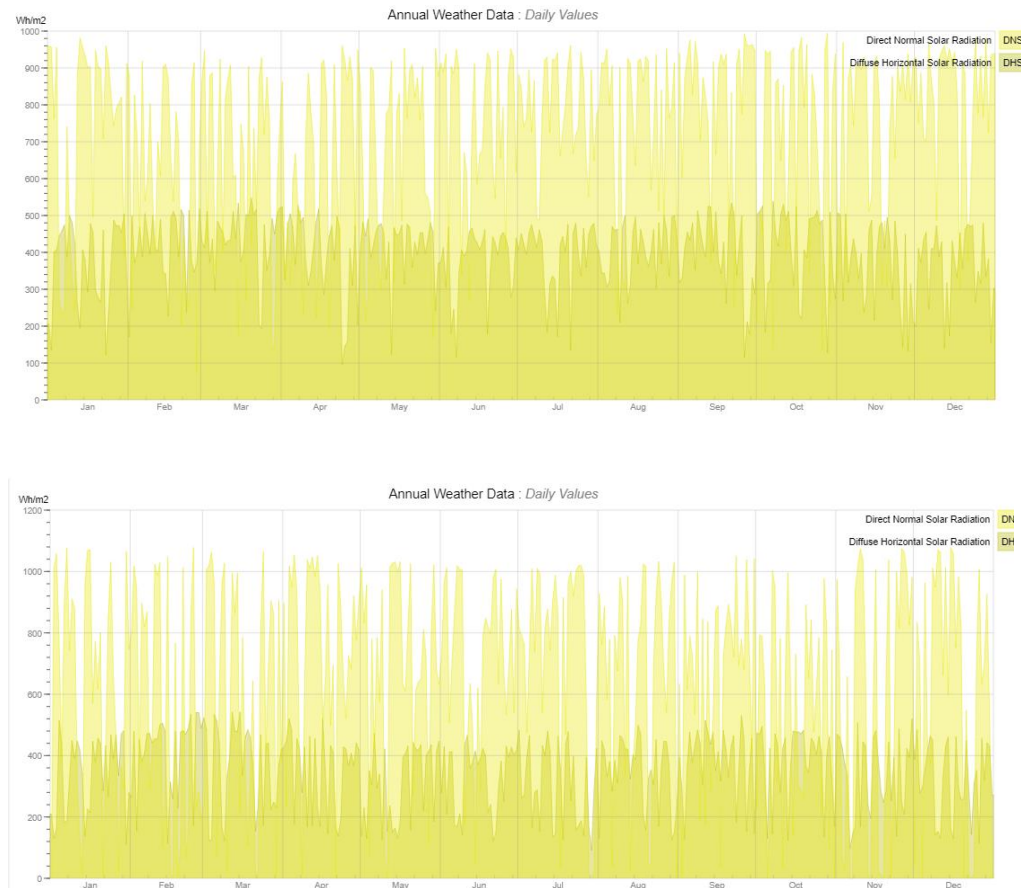 Annual Weather Data : Daily Values
Wh/m2
1000
900
800
700
600
500
400
300
200
100
0
Direct Normal Solar Radiation DNS
Diffuse Horizontal Solar Radiation DHS
Jan Feb Mar Apr May Jun Jul Aug Sep Oct Nov Dec
Annual Weather Data : Daily Values
Wh/m2
1200
1000
800
600
400
200
0
Direct Normal Solar Radiation DN
Diffuse Horizontal Solar Radiation DH
Jan Feb Mar Apr May Jun Jul Aug Sep Oct Nov Dec